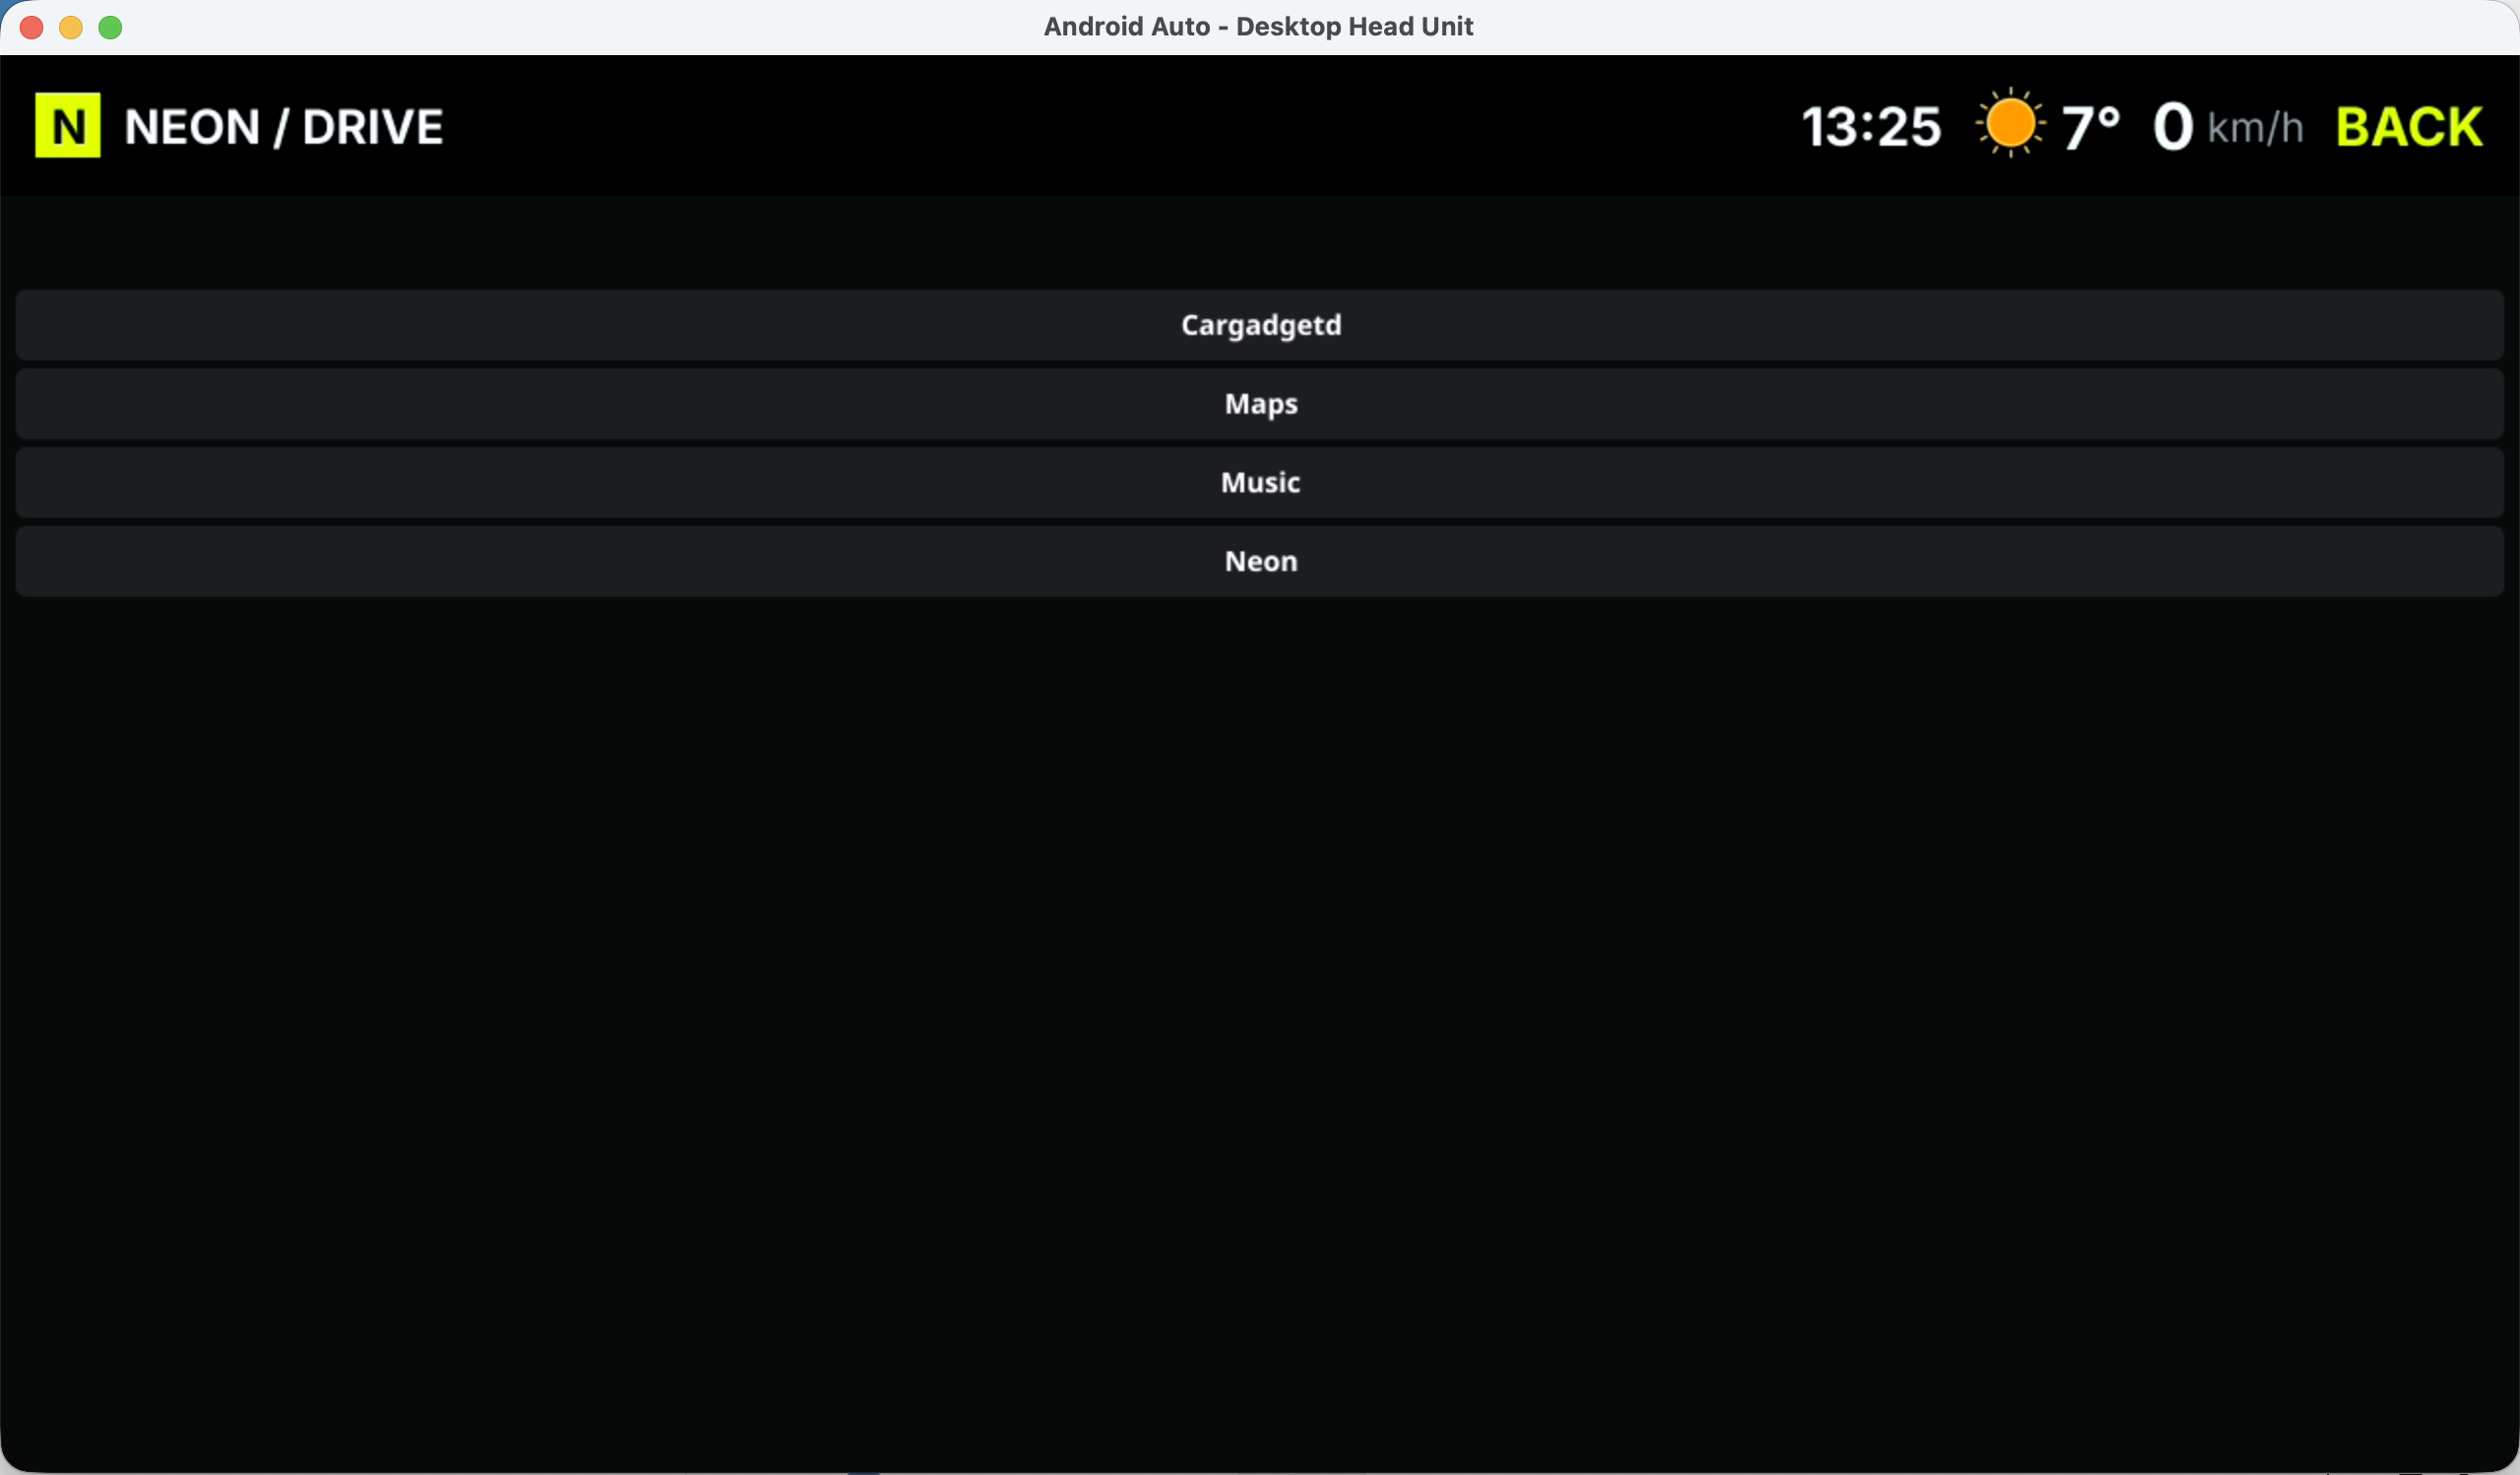 Android Auto - Desktop Head Unit
N NEON / DRIVE 13:25 7° 0 km/h BACK
Cargadgetd
Maps
Music
Neon